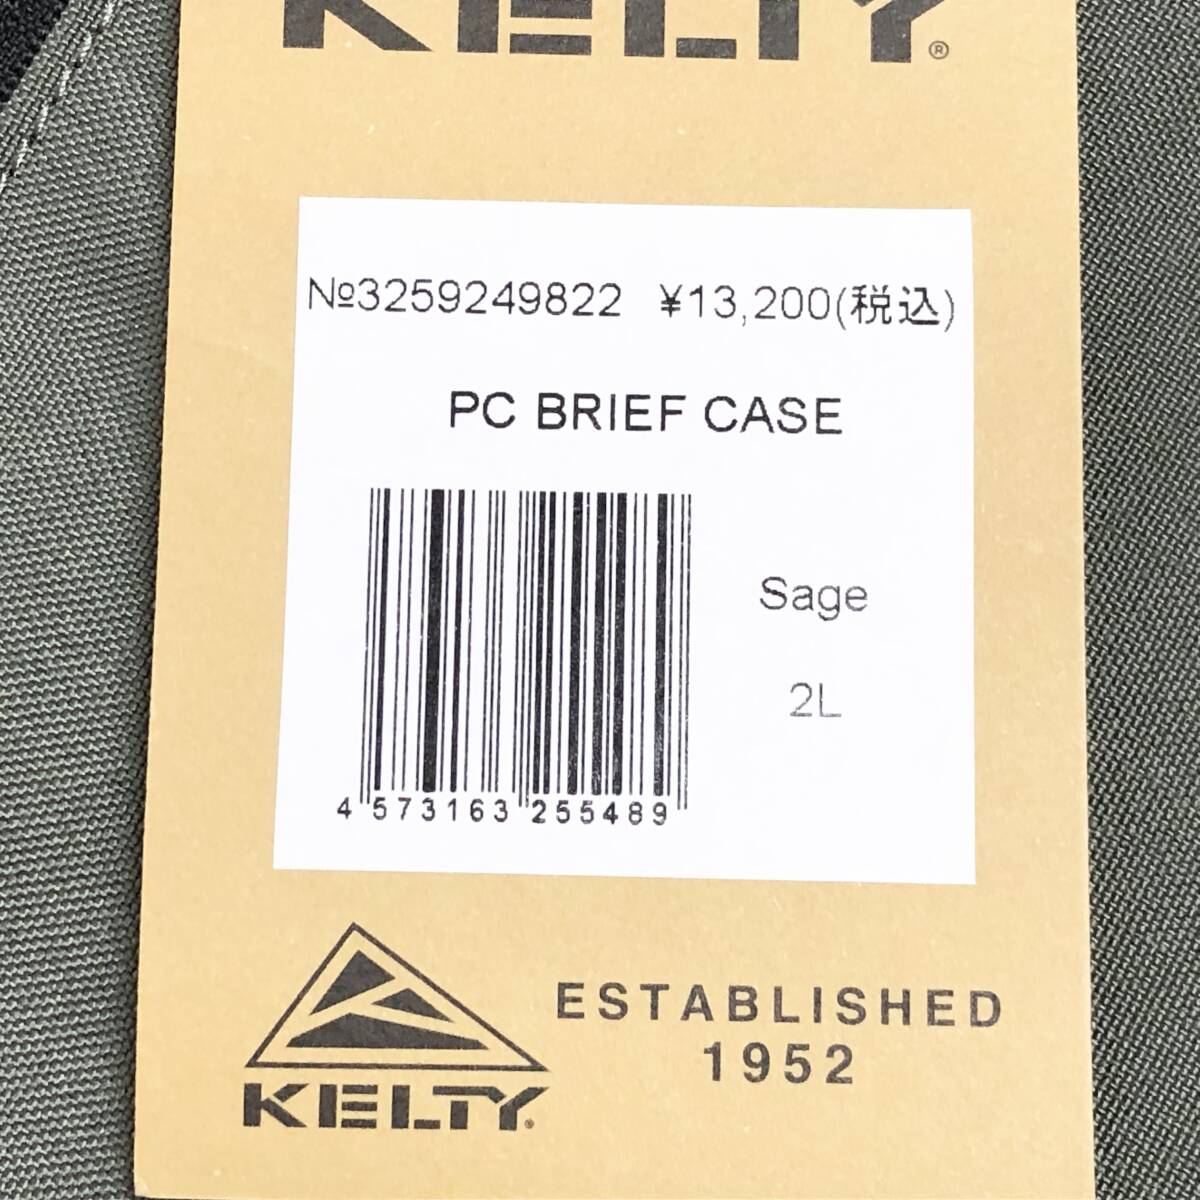 KELTY®
№3259249822 ¥13,200(税込)
PC BRIEF CASE
Sage
2L
4 573163 255489
ESTABLISHED
1952
KELTY®